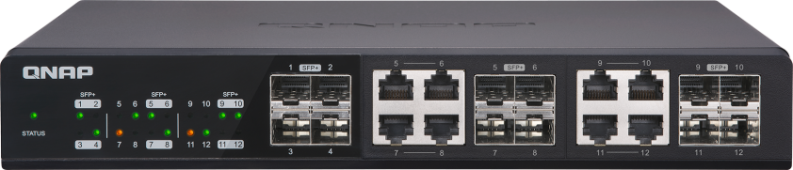 QNAP
SFP+ SFP+ SFP+
1 2 5 6 5 6 9 10 9 10
STATUS
3 4 7 8 7 8 11 12 11 12
1 SFP+ 2
3 4
5 6
7 8
5 SFP+ 6
7 8
9 10
11 12
9 SFP+ 10
11 12